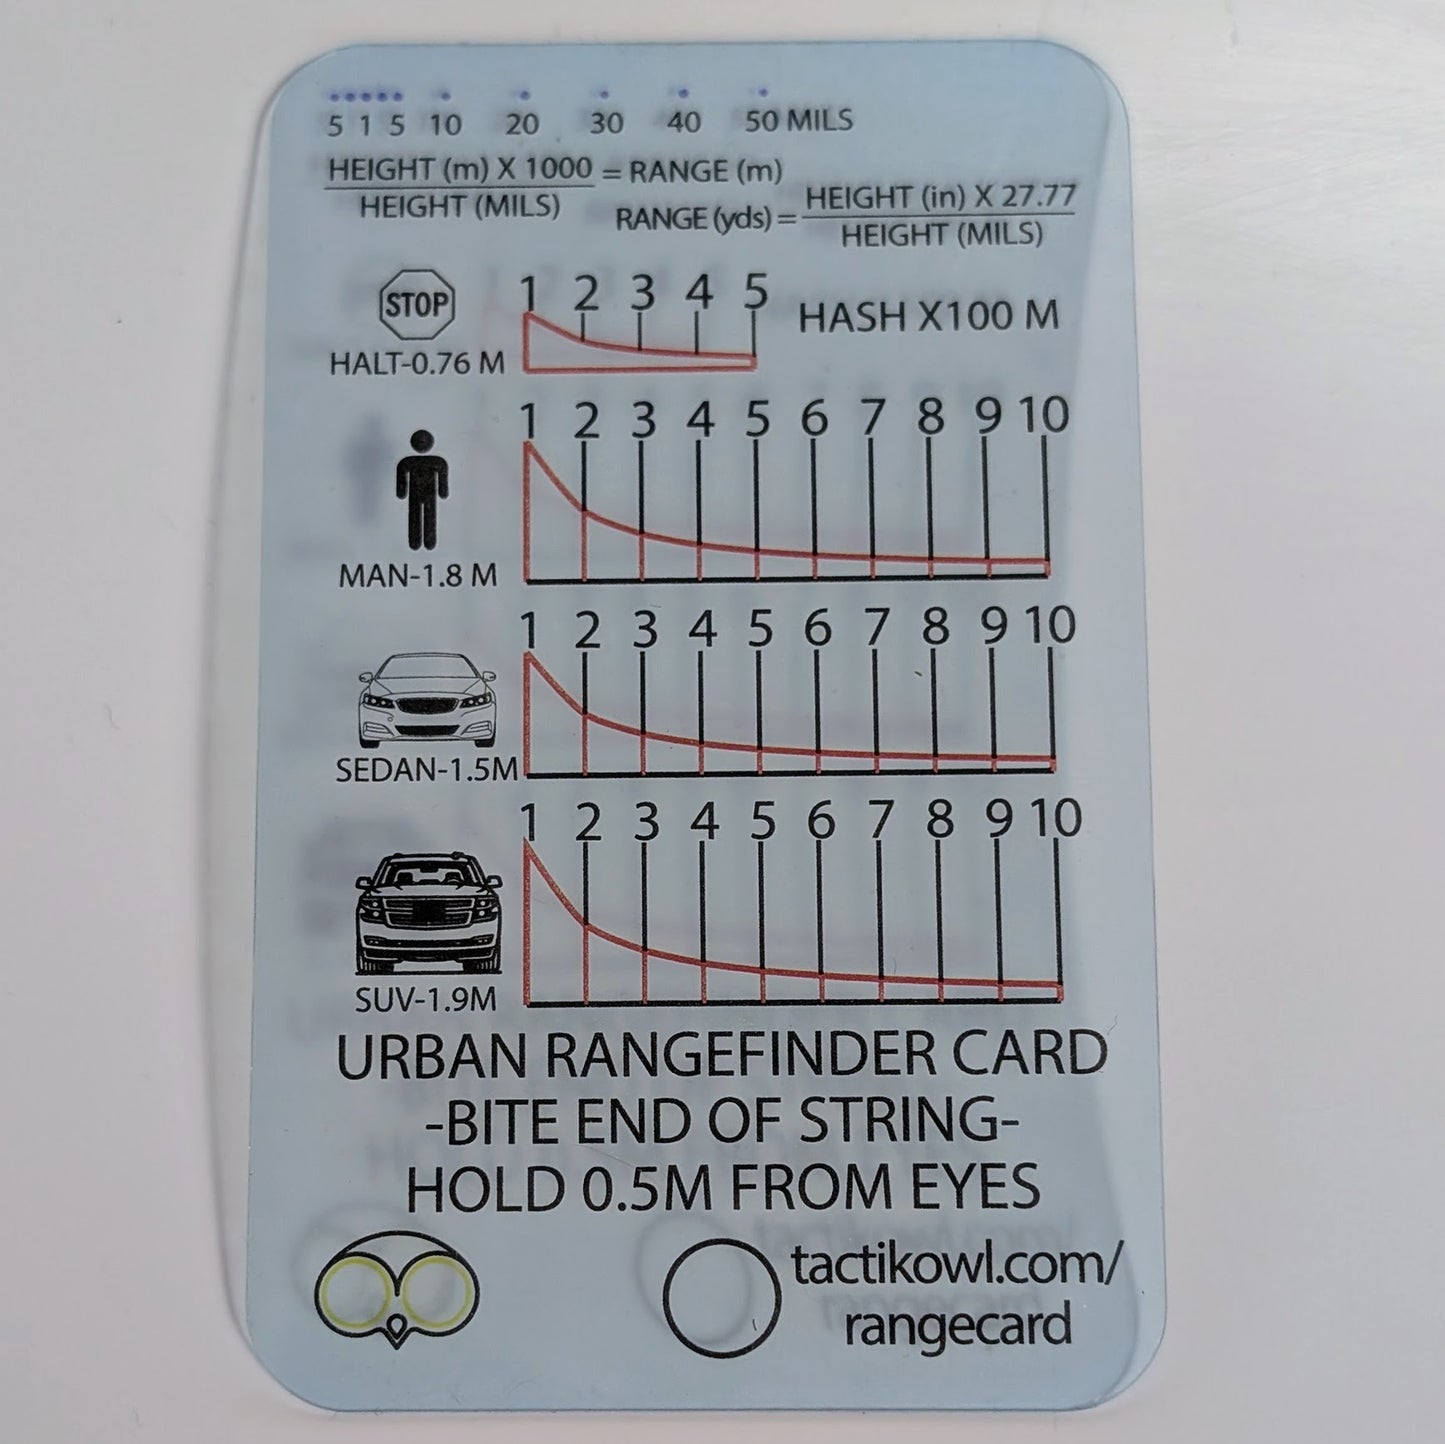 5 1 5 10 20 30 40 50 MILS
HEIGHT (m) X 1000 = RANGE (m)
HEIGHT (MILS)
RANGE (yds) = HEIGHT (in) X 27.77
HEIGHT (MILS)
STOP
HALT-0.76 M
1 2 3 4 5 HASH X100 M
1 2 3 4 5 6 7 8 9 10
MAN-1.8 M
1 2 3 4 5 6 7 8 9 10
SEDAN-1.5M
1 2 3 4 5 6 7 8 9 10
SUV-1.9M
URBAN RANGEFINDER CARD
-BITE END OF STRING-
HOLD 0.5M FROM EYES
tactikowl.com/
rangecard